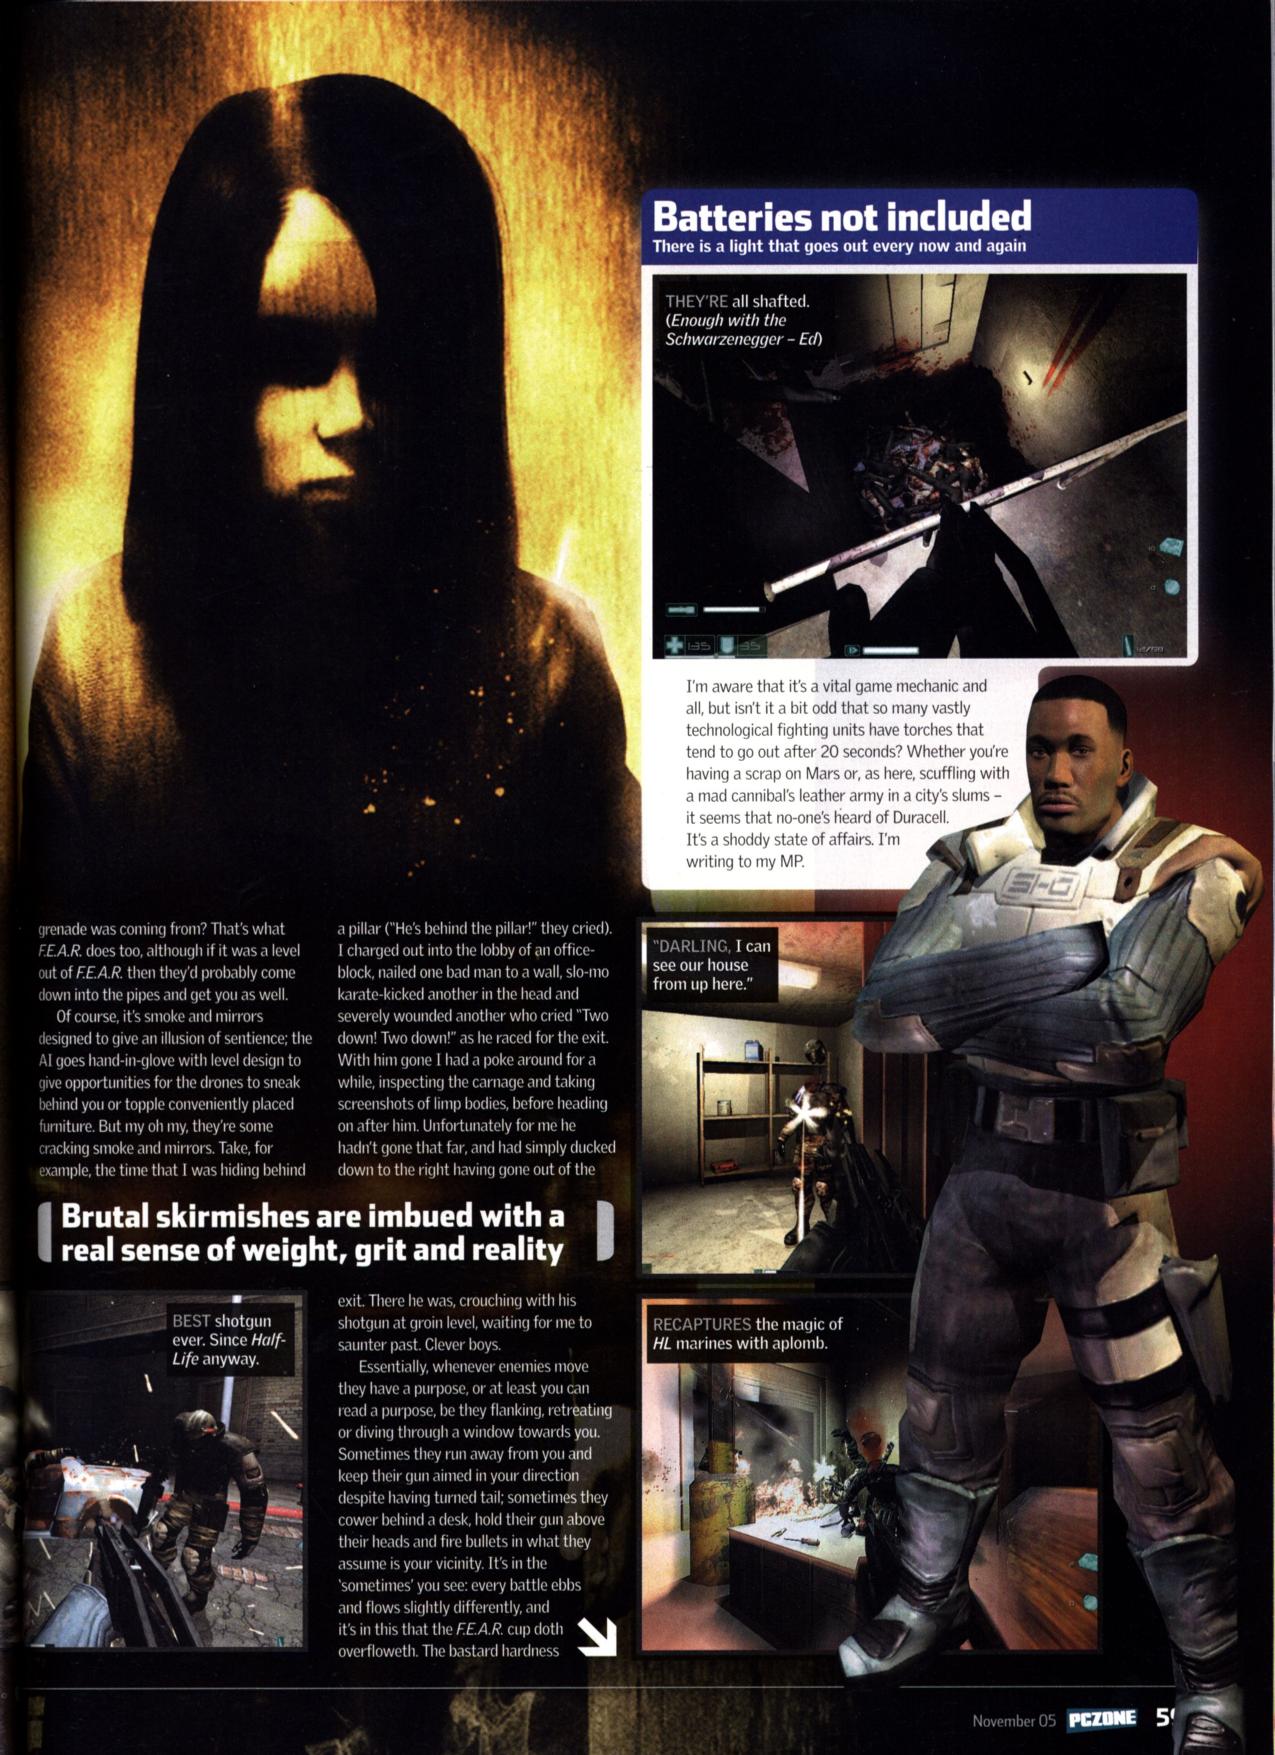 Batteries not included
There is a light that goes out every now and again
THEY'RE all shafted.
(Enough with the
Schwarzenegger – Ed)
I'm aware that it's a vital game mechanic and
all, but isn't it a bit odd that so many vastly
technological fighting units have torches that
tend to go out after 20 seconds? Whether you're
having a scrap on Mars or, as here, scuffling with
a mad cannibal's leather army in a city's slums –
it seems that no-one's heard of Duracell.
It's a shoddy state of affairs. I'm
writing to my MP.
grenade was coming from? That's what
F.E.A.R. does too, although if it was a level
out of F.E.A.R. then they'd probably come
down into the pipes and get you as well.
Of course, it's smoke and mirrors
designed to give an illusion of sentience; the
AI goes hand-in-glove with level design to
give opportunities for the drones to sneak
behind you or topple conveniently placed
furniture. But my oh my, they're some
cracking smoke and mirrors. Take, for
example, the time that I was hiding behind
a pillar ("He's behind the pillar!" they cried).
I charged out into the lobby of an office-
block, nailed one bad man to a wall, slo-mo
karate-kicked another in the head and
severely wounded another who cried "Two
down! Two down!" as he raced for the exit.
With him gone I had a poke around for a
while, inspecting the carnage and taking
screenshots of limp bodies, before heading
on after him. Unfortunately for me he
hadn't gone that far, and had simply ducked
down to the right having gone out of the
Brutal skirmishes are imbued with a
real sense of weight, grit and reality
exit. There he was, crouching with his
shotgun at groin level, waiting for me to
saunter past. Clever boys.
Essentially, whenever enemies move
they have a purpose, or at least you can
read a purpose, be they flanking, retreating
or diving through a window towards you.
Sometimes they run away from you and
keep their gun aimed in your direction
despite having turned tail; sometimes they
cower behind a desk, hold their gun above
their heads and fire bullets in what they
assume is your vicinity. It's in the
'sometimes' you see: every battle ebbs
and flows slightly differently, and
it's in this that the F.E.A.R. cup doth
overfloweth. The bastard hardness
BEST shotgun
ever. Since Half-
Life anyway.
"DARLING, I can
see our house
from up here."
RECAPTURES the magic of
HL marines with aplomb.
November 05 PCZONE